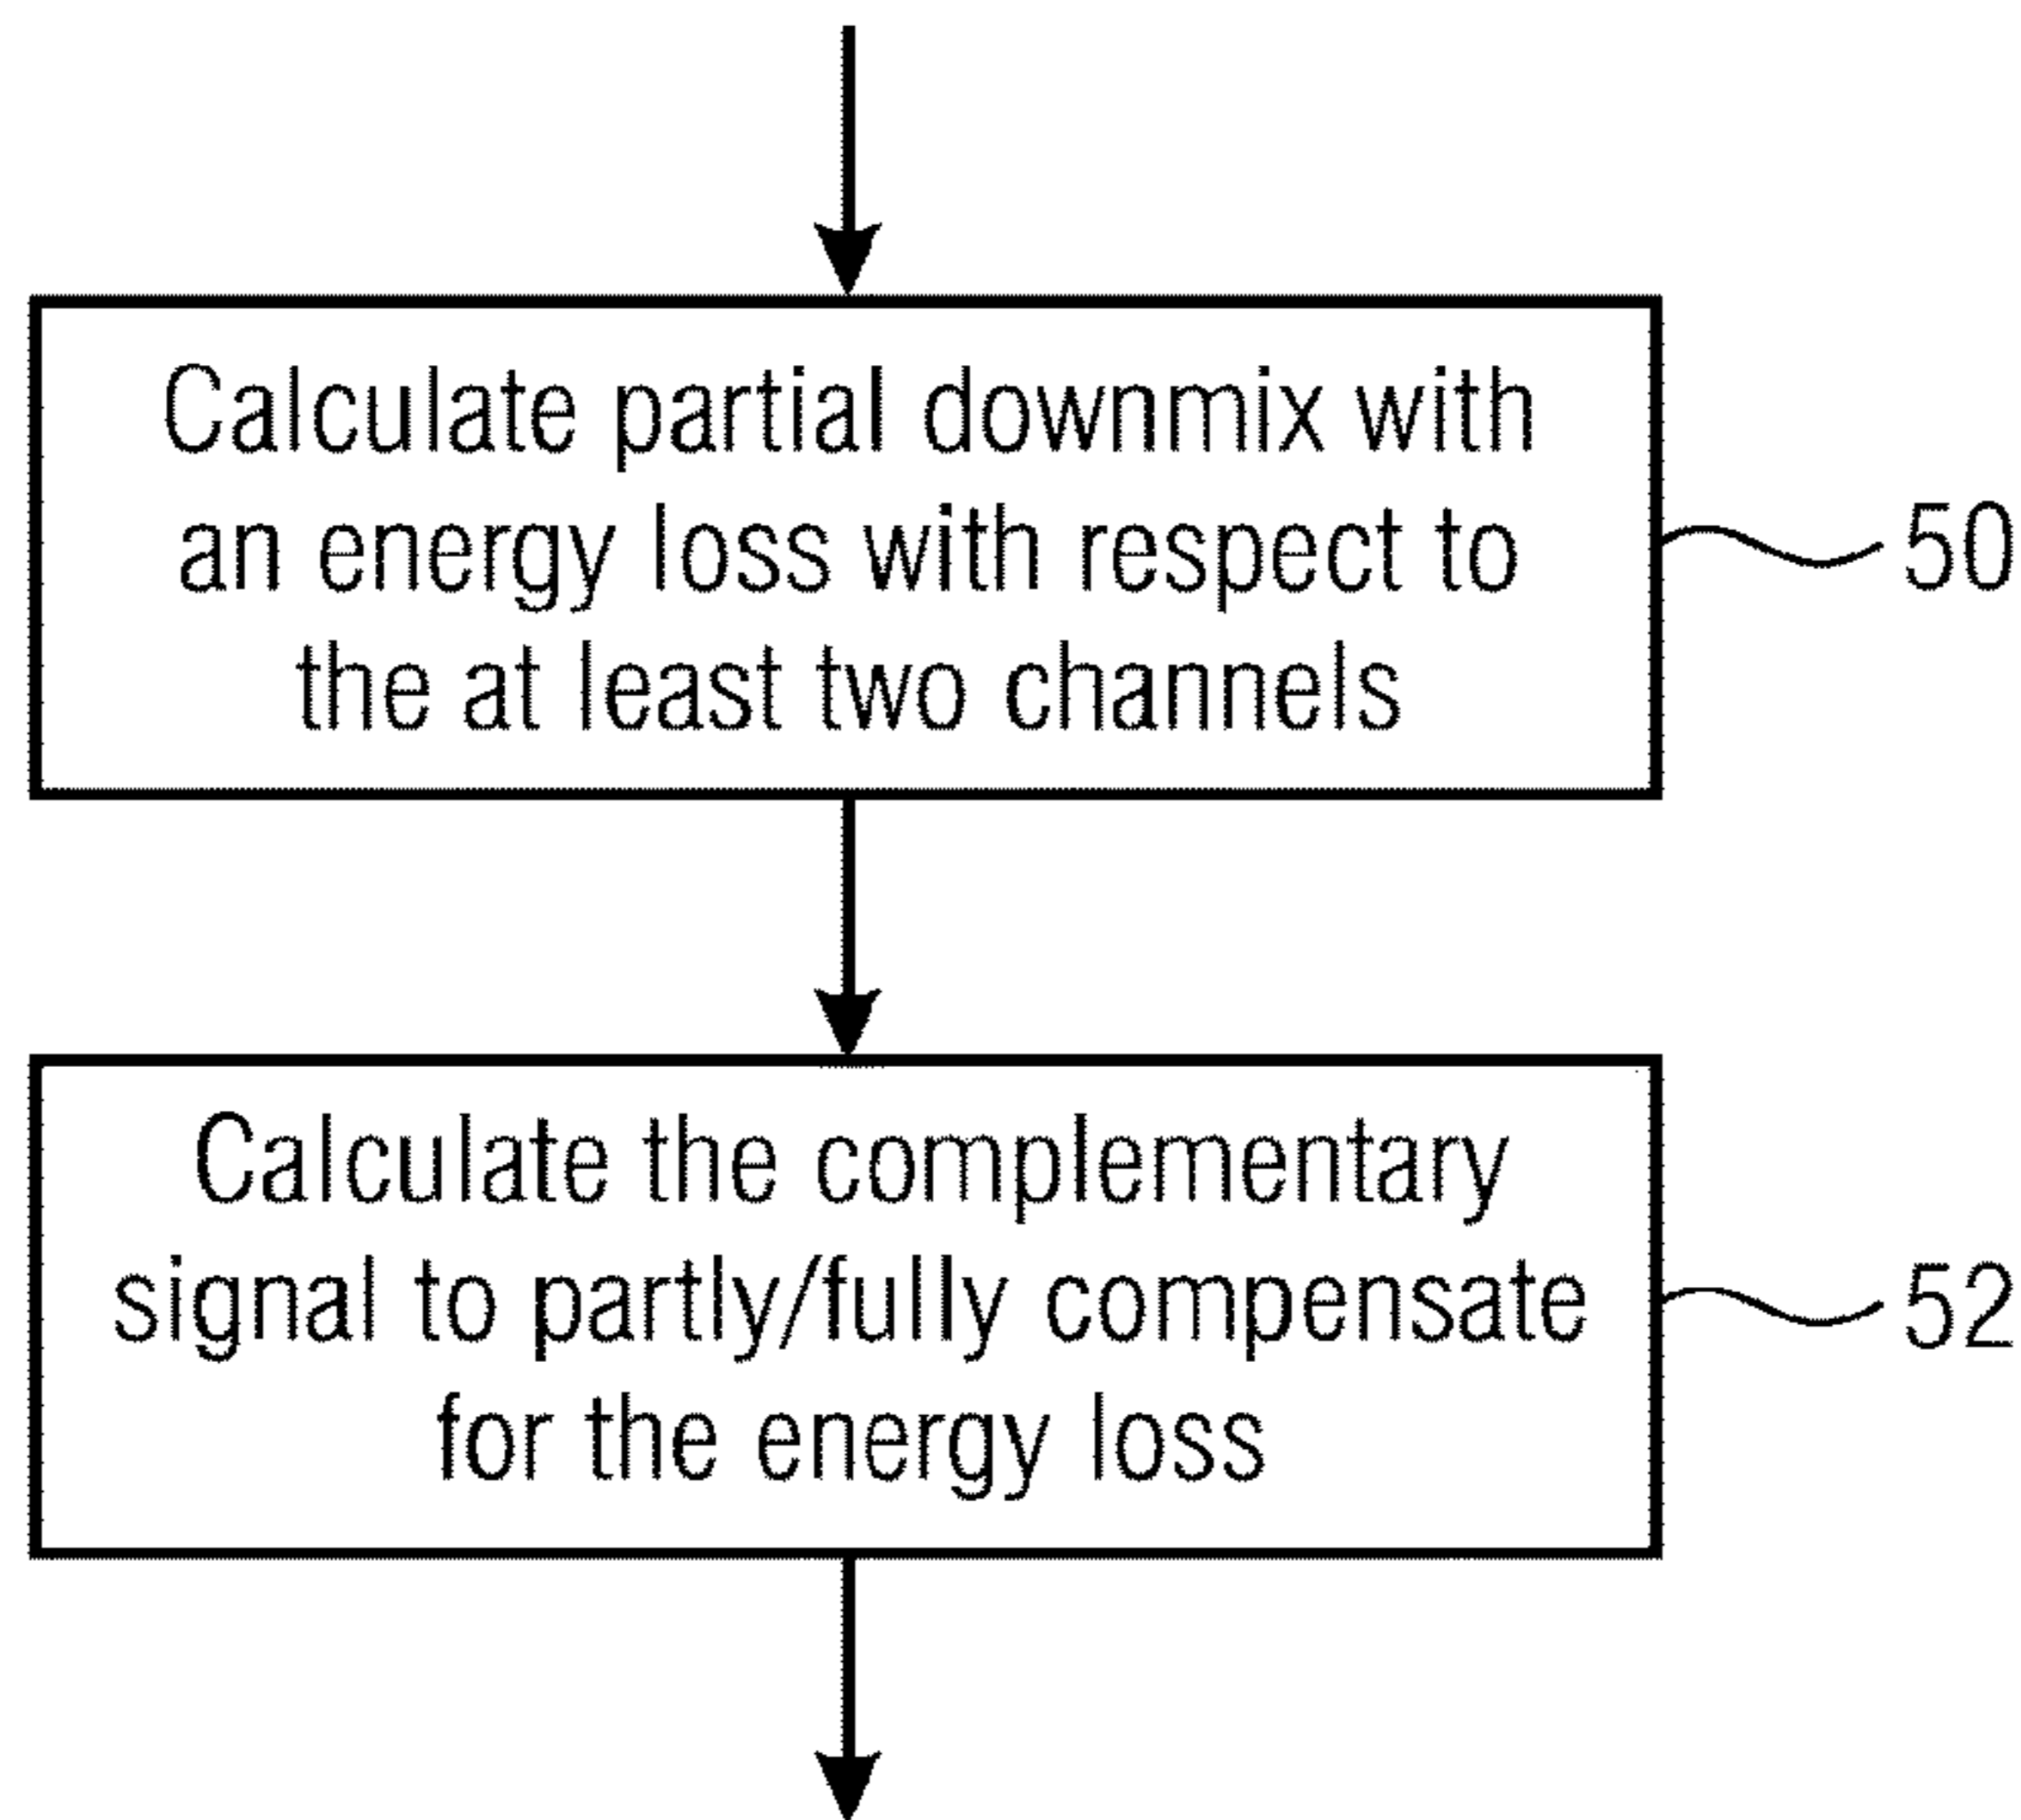 Calculate partial downmix with
an energy loss with respect to
the at least two channels
50
Calculate the complementary
signal to partly/fully compensate
for the energy loss
52